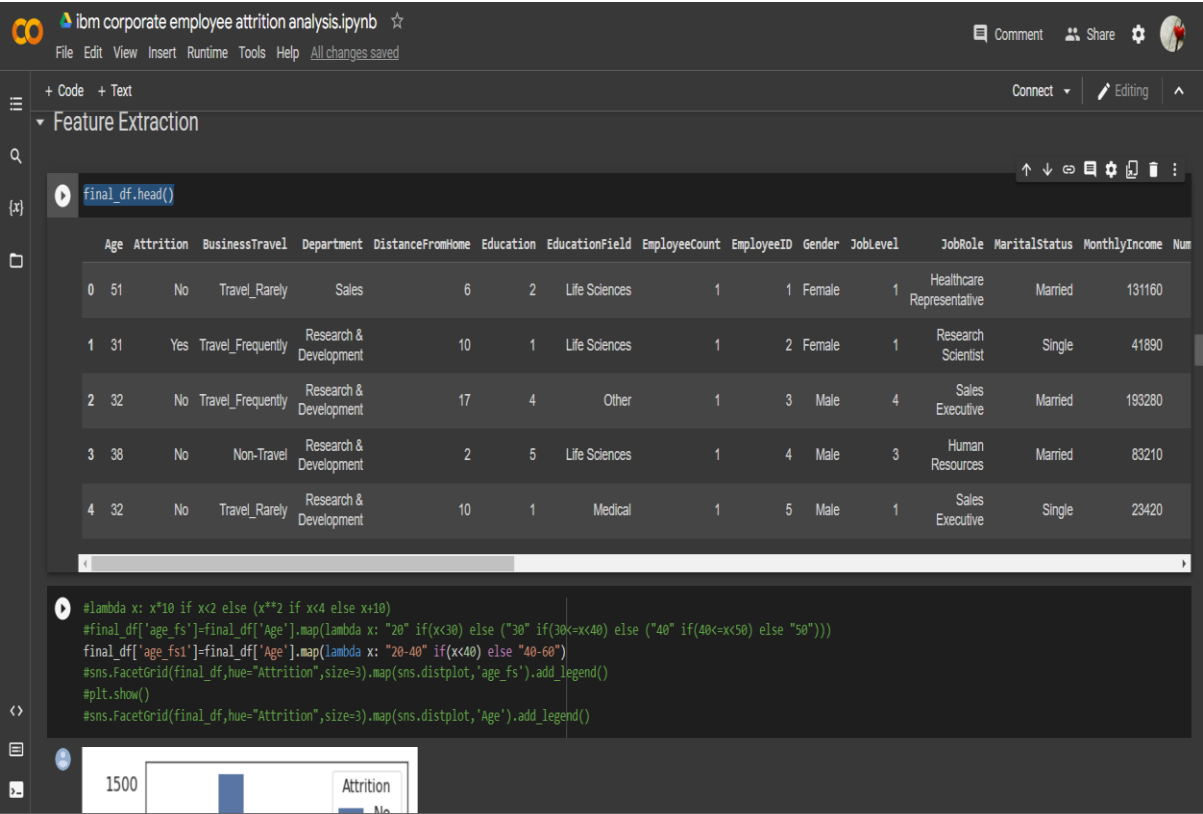 CO
ibm corporate employee attrition analysis.ipynb
File Edit View Insert Runtime Tools Help All changes saved
Comment Share
+ Code + Text
Connect Editing
Feature Extraction
final_df.head()
Age Attrition BusinessTravel Department DistanceFromHome Education EducationField EmployeeCount EmployeeID Gender JobLevel JobRole MaritalStatus MonthlyIncome Num
0 51 No Travel_Rarely Sales 6 2 Life Sciences 1 1 Female 1 Healthcare Representative Married 131160
1 31 Yes Travel_Frequently Research & Development 10 1 Life Sciences 1 2 Female 1 Research Scientist Single 41890
2 32 No Travel_Frequently Research & Development 17 4 Other 1 3 Male 4 Sales Executive Married 193280
3 38 No Non-Travel Research & Development 2 5 Life Sciences 1 4 Male 3 Human Resources Married 83210
4 32 No Travel_Rarely Research & Development 10 1 Medical 1 5 Male 1 Sales Executive Single 23420
#lambda x: x*10 if x<2 else (x**2 if x<4 else x+10)
#final_df['age_fs']=final_df['Age'].map(lambda x: "20" if(x<30) else ("30" if(30<=x<40) else ("40" if(40<=x<50) else "50")))
final_df['age_fs1']=final_df['Age'].map(lambda x: "20-40" if(x<40) else "40-60")
#sns.FacetGrid(final_df,hue="Attrition",size=3).map(sns.distplot,'age_fs').add_legend()
#plt.show()
#sns.FacetGrid(final_df,hue="Attrition",size=3).map(sns.distplot,'Age').add_legend()
1500
Attrition
No